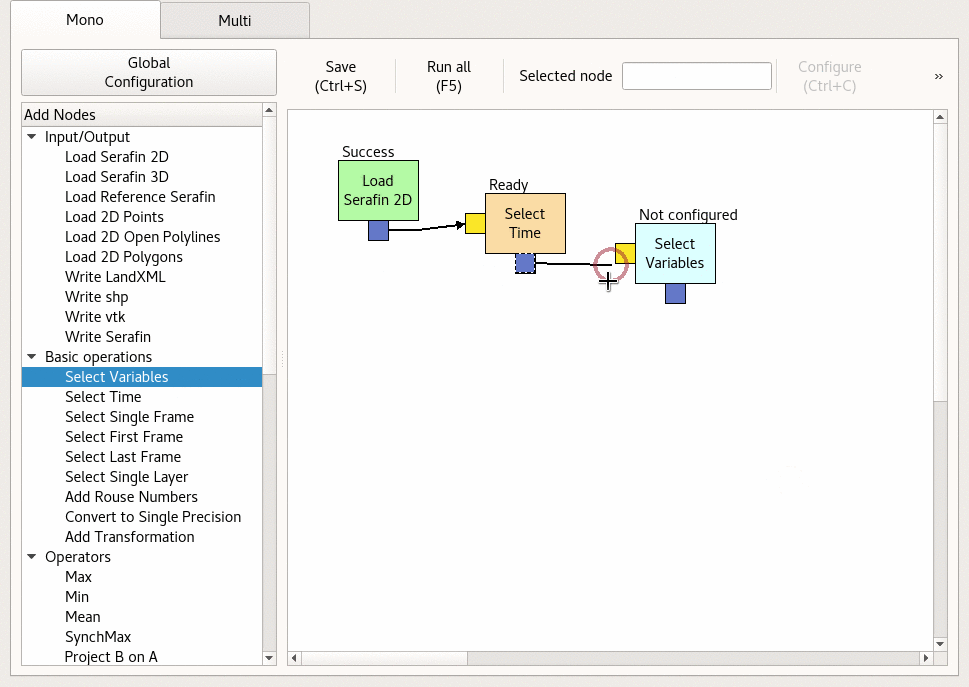 Mono
Multi
Global
Configuration
Save
(Ctrl+S)
Run all
(F5)
Selected node
Configure
(Ctrl+C)
»
Add Nodes
Input/Output
Load Serafin 2D
Load Serafin 3D
Load Reference Serafin
Load 2D Points
Load 2D Open Polylines
Load 2D Polygons
Write LandXML
Write shp
Write vtk
Write Serafin
Basic operations
Select Variables
Select Time
Select Single Frame
Select First Frame
Select Last Frame
Select Single Layer
Add Rouse Numbers
Convert to Single Precision
Add Transformation
Operators
Max
Min
Mean
SynchMax
Project B on A
Success
Load
Serafin 2D
Ready
Select
Time
Not configured
Select
Variables